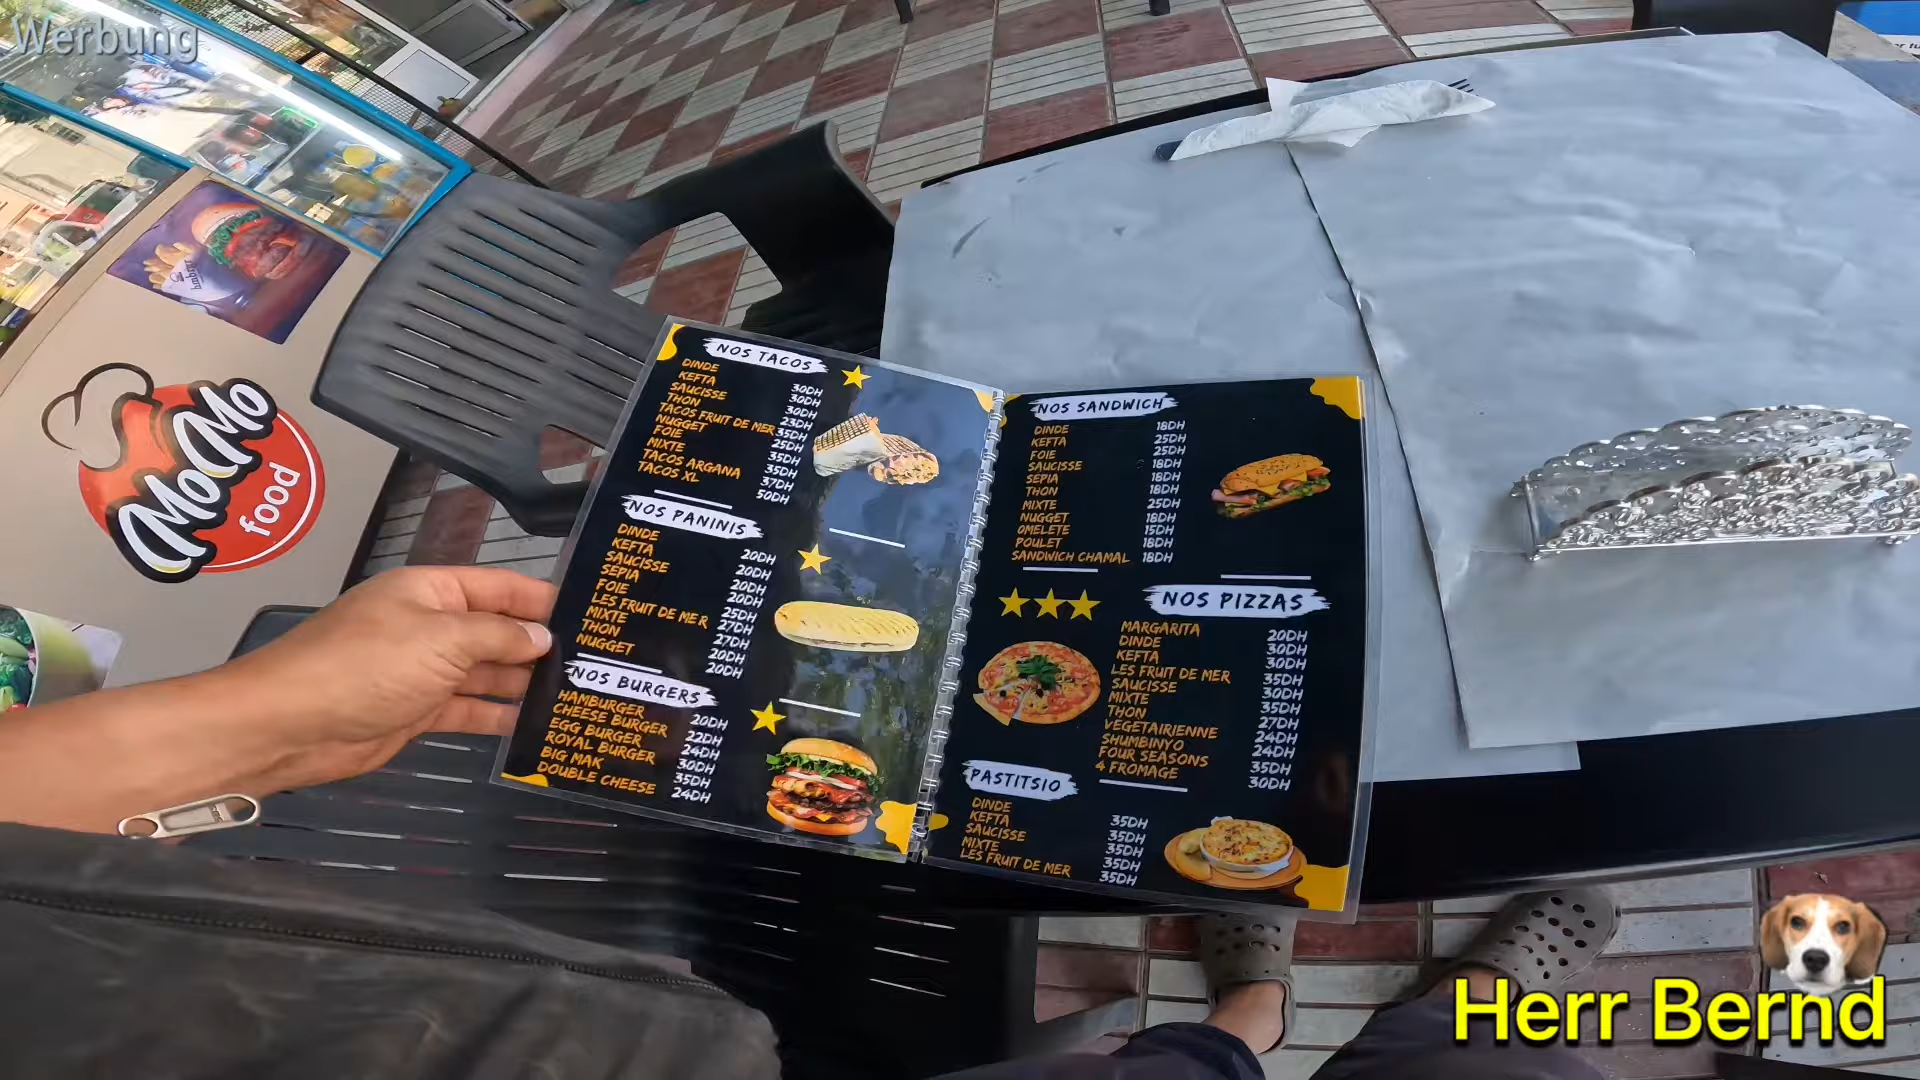 Werbung
MoMo
food
NOS TACOS
DINDE 30DH
KEFTA 30DH
SAUCISSE 30DH
THON 23DH
TACOS FRUIT DE MER 35DH
NUGGET 25DH
FOIE 35DH
MIXTE 35DH
TACOS ARGANA 37DH
TACOS XL 50DH
NOS PANINIS
DINDE 20DH
KEFTA 20DH
SAUCISSE 20DH
SEPIA 20DH
FOIE 25DH
LES FRUIT DE MER 27DH
MIXTE 27DH
THON 20DH
NUGGET 20DH
NOS BURGERS
HAMBURGER 20DH
CHEESE BURGER 22DH
EGG BURGER 24DH
ROYAL BURGER 30DH
BIG MAK 35DH
DOUBLE CHEESE 24DH
NOS SANDWICH
DINDE 18DH
KEFTA 25DH
FOIE 25DH
SAUCISSE 18DH
SEPIA 18DH
THON 18DH
MIXTE 25DH
NUGGET 18DH
OMELETE 15DH
POULET 18DH
SANDWICH CHAMAL 18DH
NOS PIZZAS
MARGARITA 20DH
DINDE 30DH
KEFTA 30DH
LES FRUIT DE MER 35DH
SAUCISSE 30DH
MIXTE 35DH
THON 27DH
VEGETAIRIENNE 24DH
SHUMBINYO 24DH
FOUR SEASONS 35DH
4 FROMAGE 30DH
PASTITSIO
DINDE 35DH
KEFTA 35DH
SAUCISSE 35DH
MIXTE 35DH
LES FRUIT DE MER 35DH
Herr Bernd